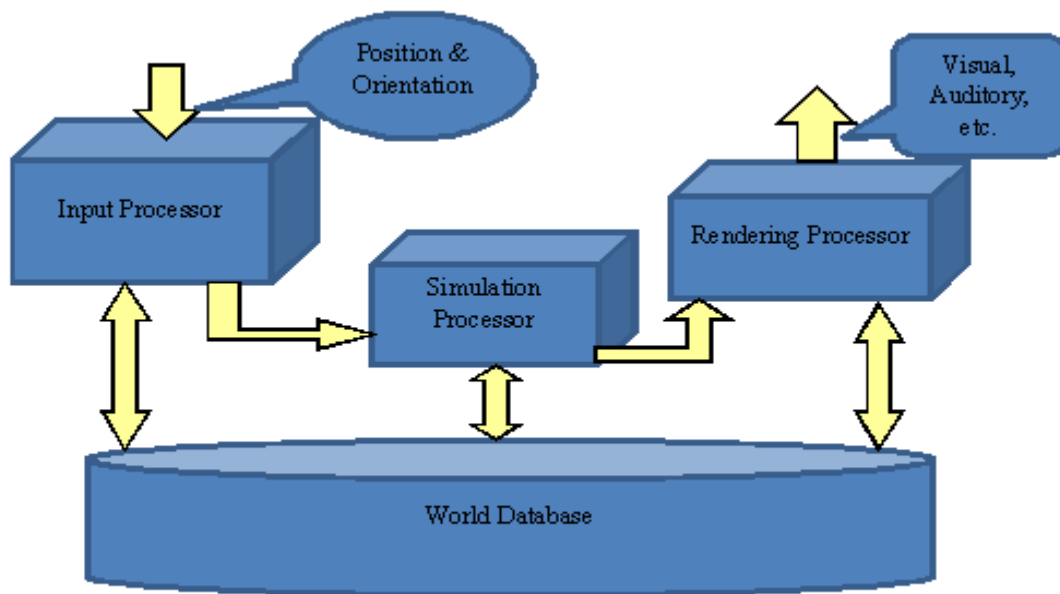 Position &
Orientation
Visual,
Auditory,
etc.
Input Processor
Rendering Processor
Simulation
Processor
World Database